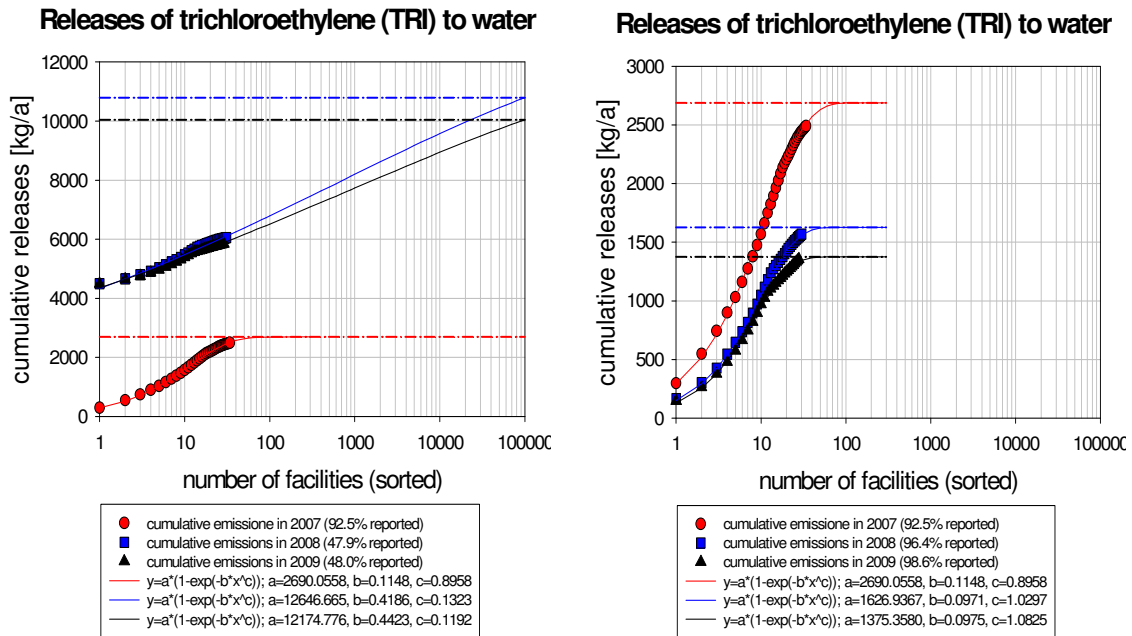 Releases of trichloroethylene (TRI) to water
12000
10000
8000
6000
4000
2000
0
cumulative releases [kg/a]
1
10
100
1000
10000
100000
number of facilities (sorted)
cumulative emissione in 2007 (92.5% reported)
cumulative emissions in 2008 (47.9% reported)
cumulative emissions in 2009 (48.0% reported)
y=a*(1-exp(-b*x^c)); a=2690.0558, b=0.1148, c=0.8958
y=a*(1-exp(-b*x^c)); a=12646.665, b=0.4186, c=0.1323
y=a*(1-exp(-b*x^c)); a=12174.776, b=0.4423, c=0.1192
Releases of trichloroethylene (TRI) to water
3000
2500
2000
1500
1000
500
0
cumulative releases [kg/a]
1
10
100
1000
10000
100000
number of facilities (sorted)
cumulative emissione in 2007 (92.5% reported)
cumulative emissions in 2008 (96.4% reported)
cumulative emissions in 2009 (98.6% reported)
y=a*(1-exp(-b*x^c)); a=2690.0558, b=0.1148, c=0.8958
y=a*(1-exp(-b*x^c)); a=1626.9367, b=0.0971, c=1.0297
y=a*(1-exp(-b*x^c)); a=1375.3580, b=0.0975, c=1.0825